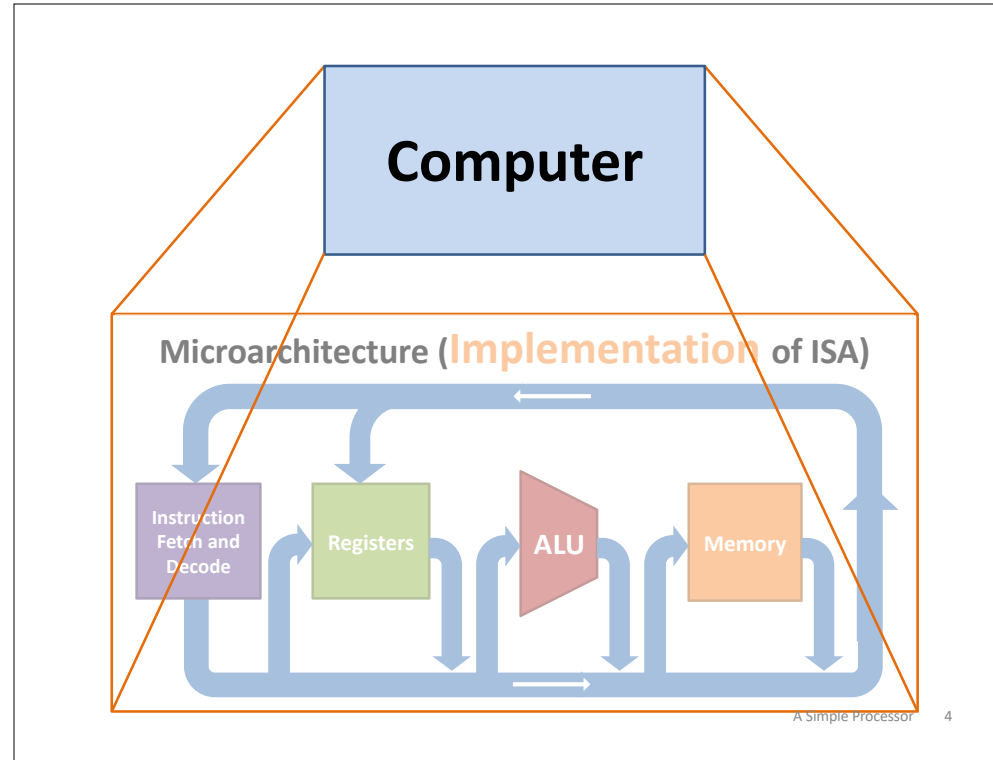 Computer
Microarchitecture (Implementation of ISA)
Instruction
Fetch and
Decode
Registers
ALU
Memory
A Simple Processor 4